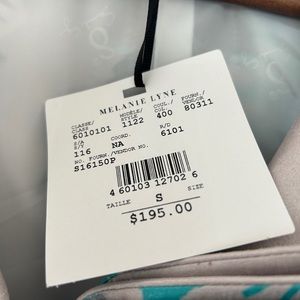 MELANIE LYNE
CLASSE/ MODÈLE/ COUL./ FOURN./
CLASS STYLE COL. VENDOR
6010101 1122 400 80311
S/A COORD. P/D
S/A
116 NA 6101
NO. FOURN./VENDOR NO.
S16150P
4 60103 12702 6
TAILLE S SIZE
$195.00